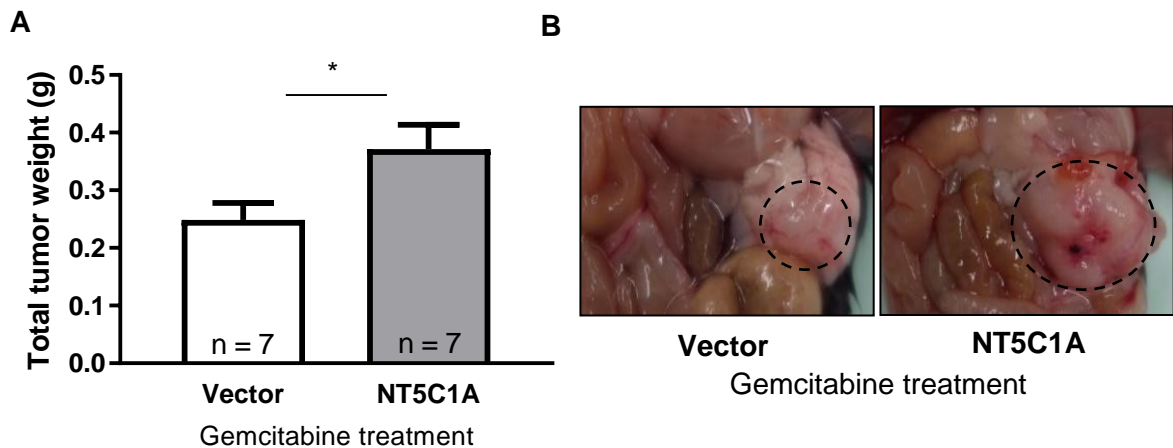 A
Total tumor weight (g)
0.5
0.4
0.3
0.2
0.1
0.0
*
n = 7
n = 7
Vector
NT5C1A
Gemcitabine treatment
B
Vector
NT5C1A
Gemcitabine treatment